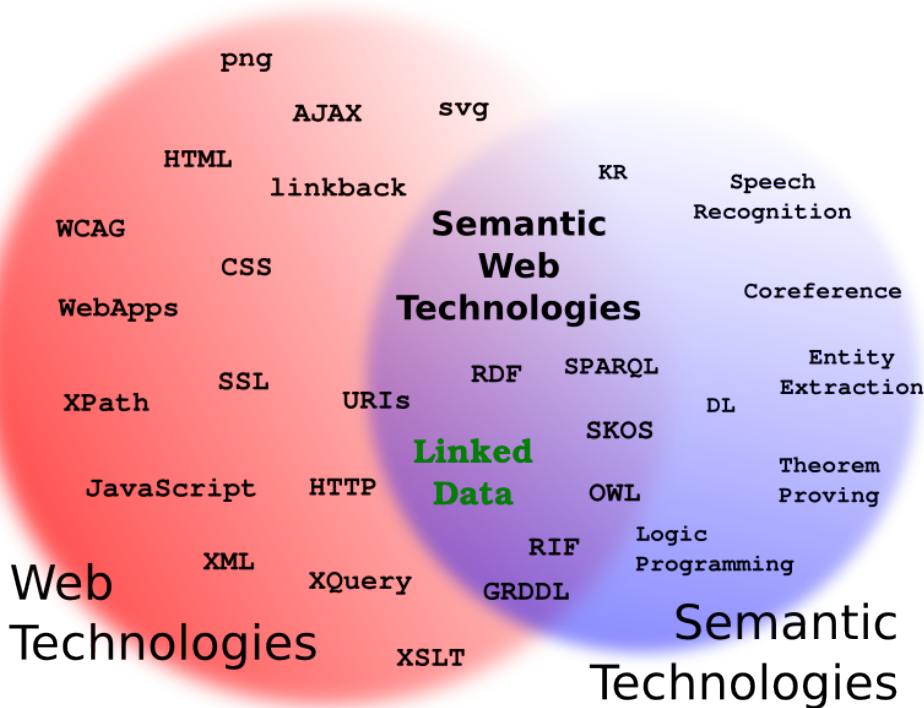 png
AJAX
svg
HTML
linkback
KR
Speech
Recognition
WCAG
Semantic
Web
Technologies
CSS
Coreference
WebApps
Entity
Extraction
RDF
SPARQL
SSL
XPath
URIs
DL
SKOS
Linked
Data
Theorem
Proving
JavaScript
HTTP
OWL
Logic
Programming
RIF
XML
XQuery
GRDDL
Web
Technologies
XSLT
Semantic
Technologies